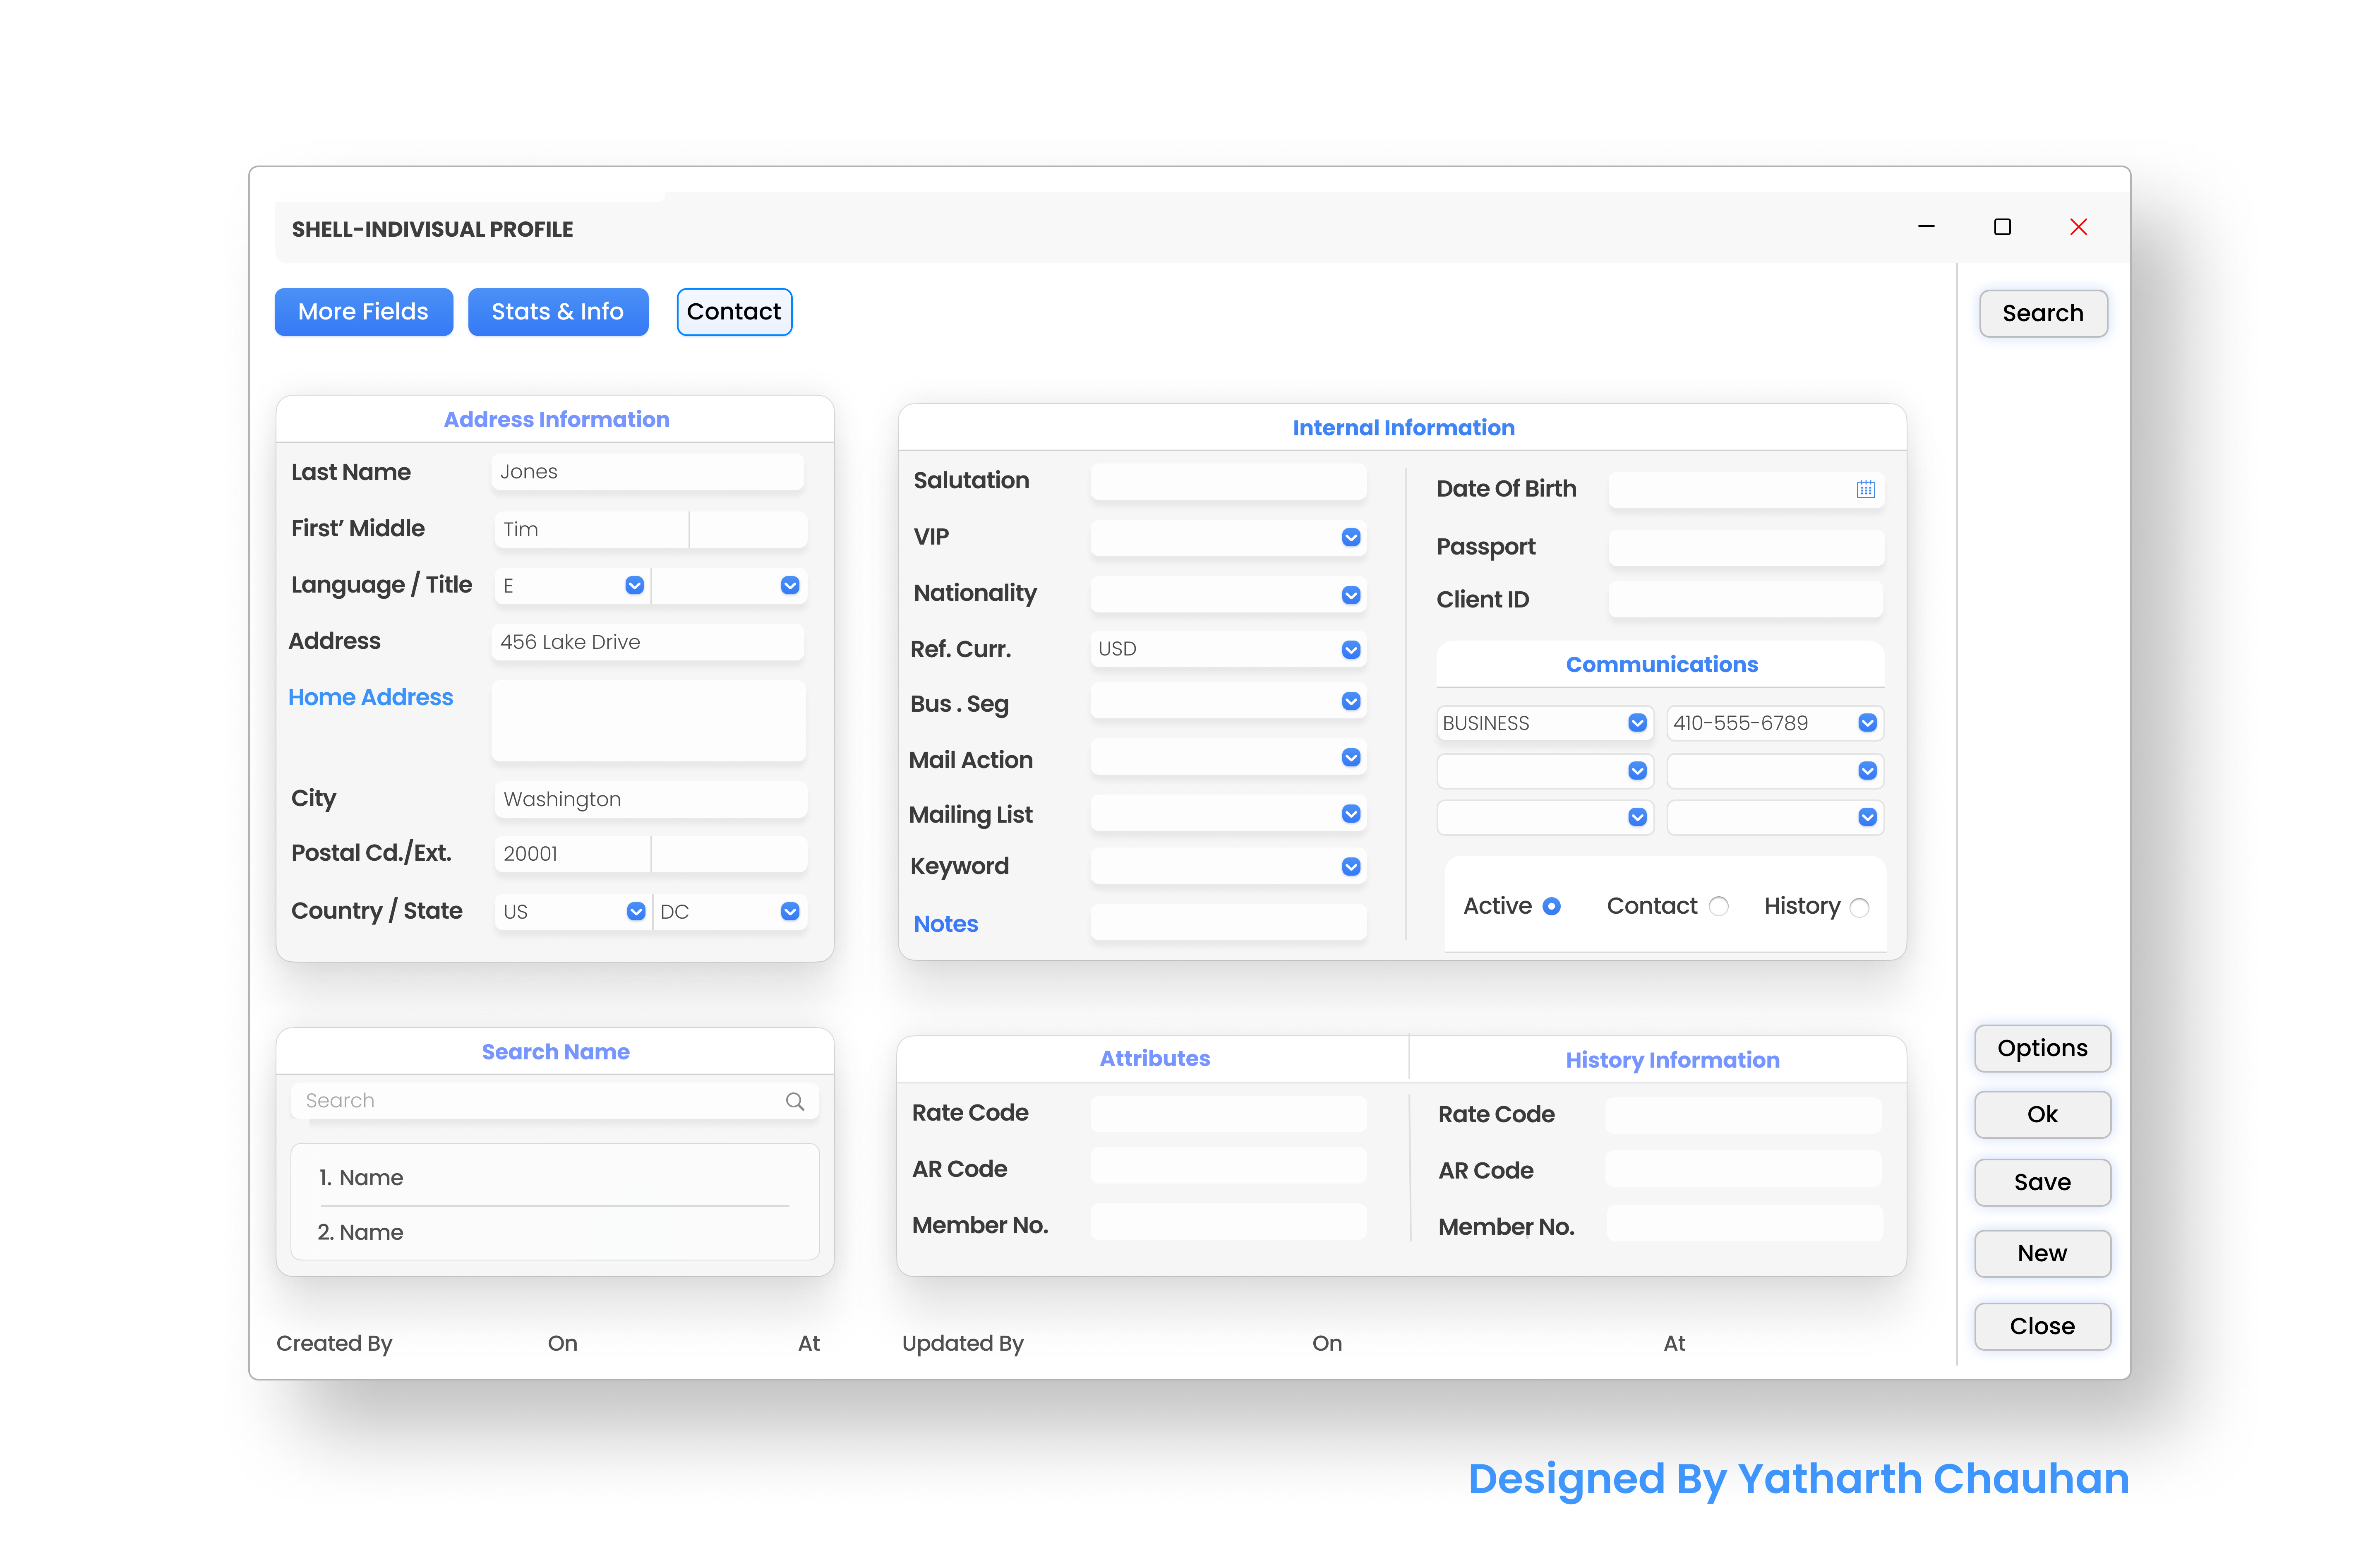 SHELL-INDIVISUAL PROFILE
More Fields Stats & Info Contact Search
Address Information
Last Name Jones
First’ Middle Tim
Language / Title E
Address 456 Lake Drive
Home Address
City Washington
Postal Cd./Ext. 20001
Country / State US DC
Internal Information
Salutation
VIP
Nationality
Ref. Curr. USD
Bus . Seg
Mail Action
Mailing List
Keyword
Notes
Date Of Birth
Passport
Client ID
Communications
BUSINESS 410-555-6789
Active Contact History
Search Name
Search
1. Name
2. Name
Attributes
Rate Code
AR Code
Member No.
History Information
Rate Code
AR Code
Member No.
Options
Ok
Save
New
Close
Created By On At Updated By On At
Designed By Yatharth Chauhan